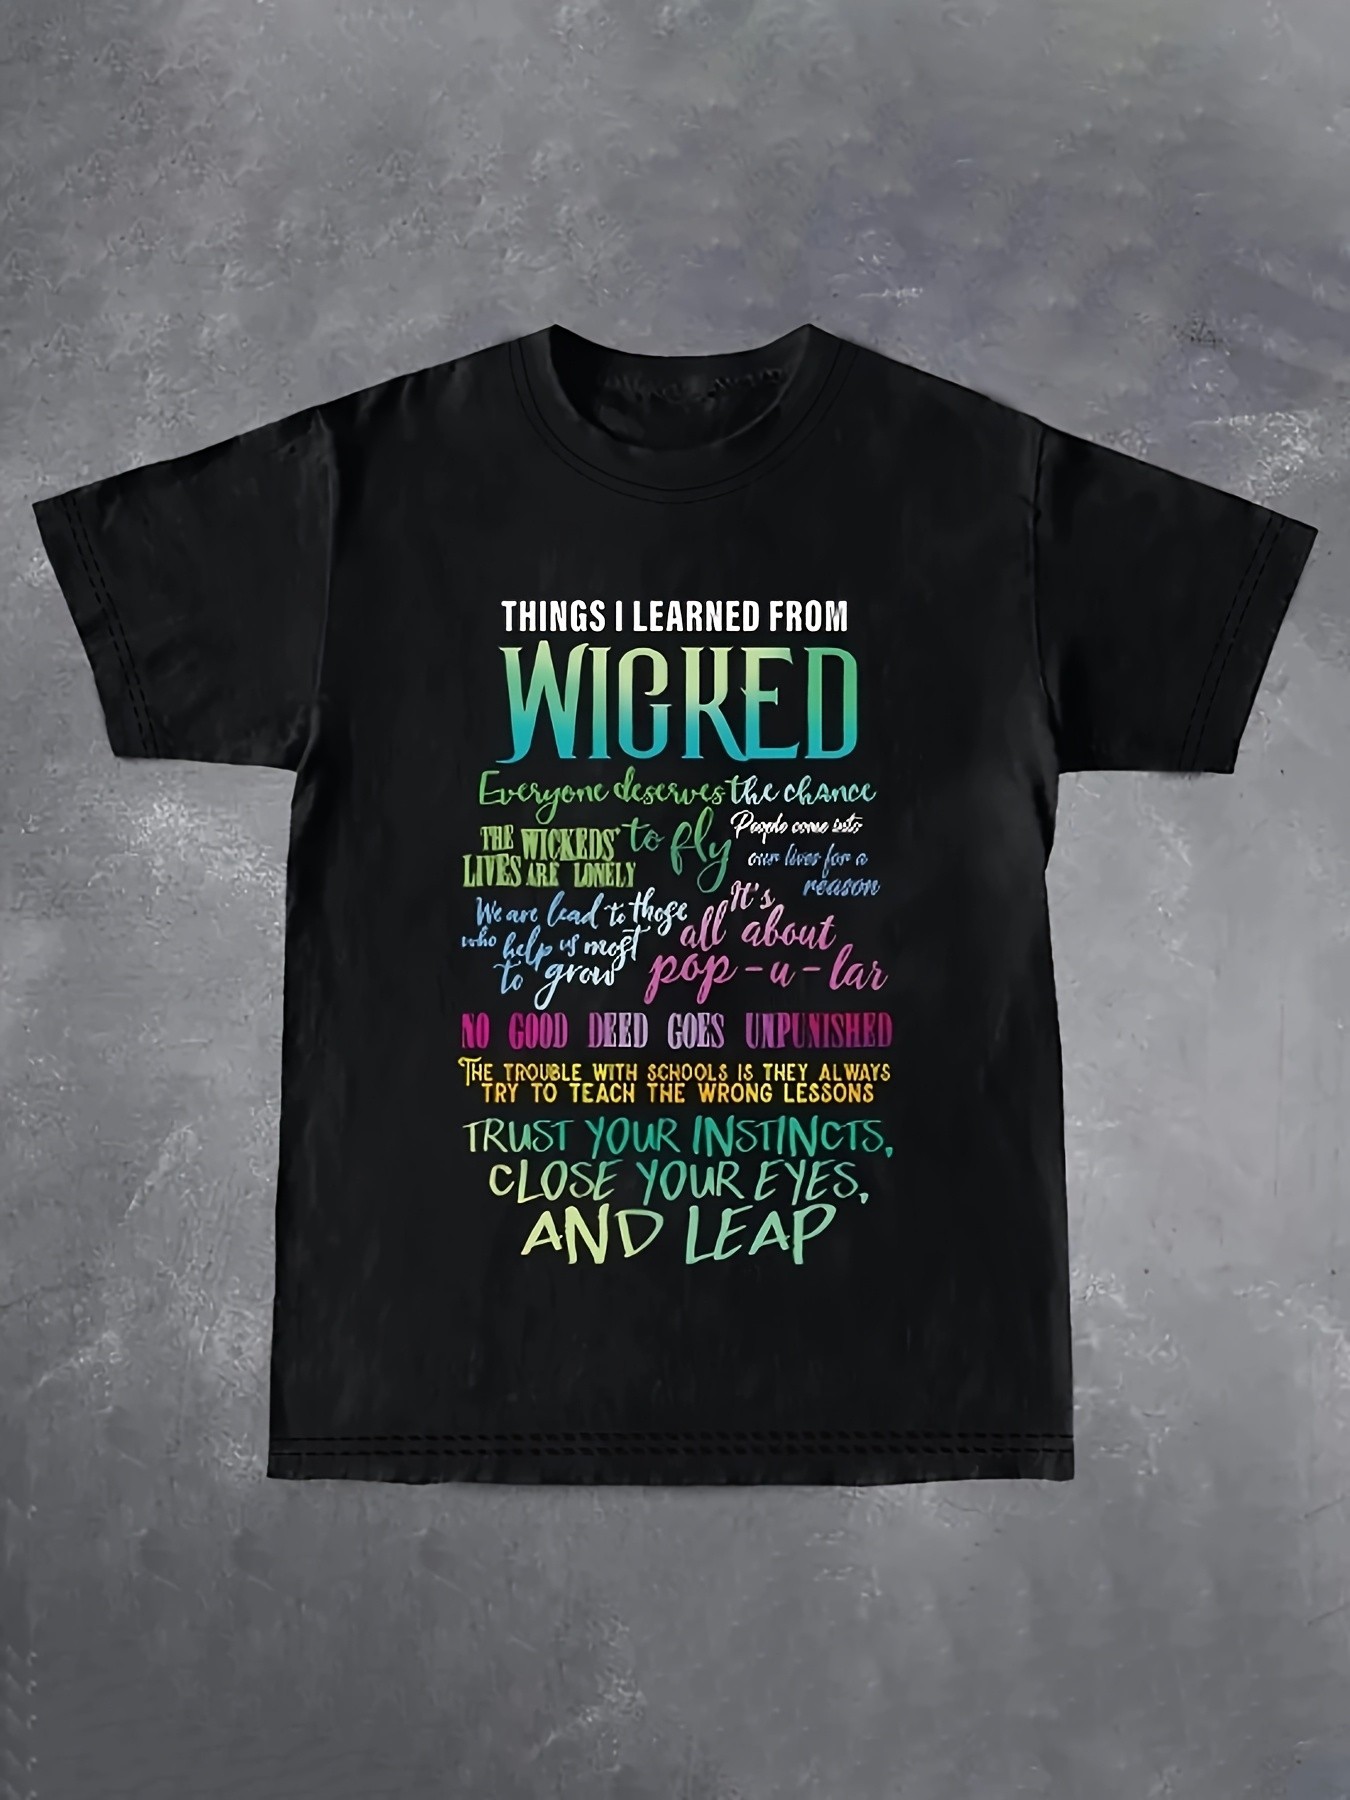 THINGS I LEARNED FROM
WICKED
Everyone deserves the chance
to fly
THE WICKEDS'
LIVES ARE LONELY
People come into
our lives for a
reason
We are lead to those
who help us most
to grow
It's
all about
pop-u-lar
NO GOOD DEED GOES UNPUNISHED
THE TROUBLE WITH SCHOOLS IS THEY ALWAYS
TRY TO TEACH THE WRONG LESSONS
TRUST YOUR INSTINCTS,
CLOSE YOUR EYES,
AND LEAP